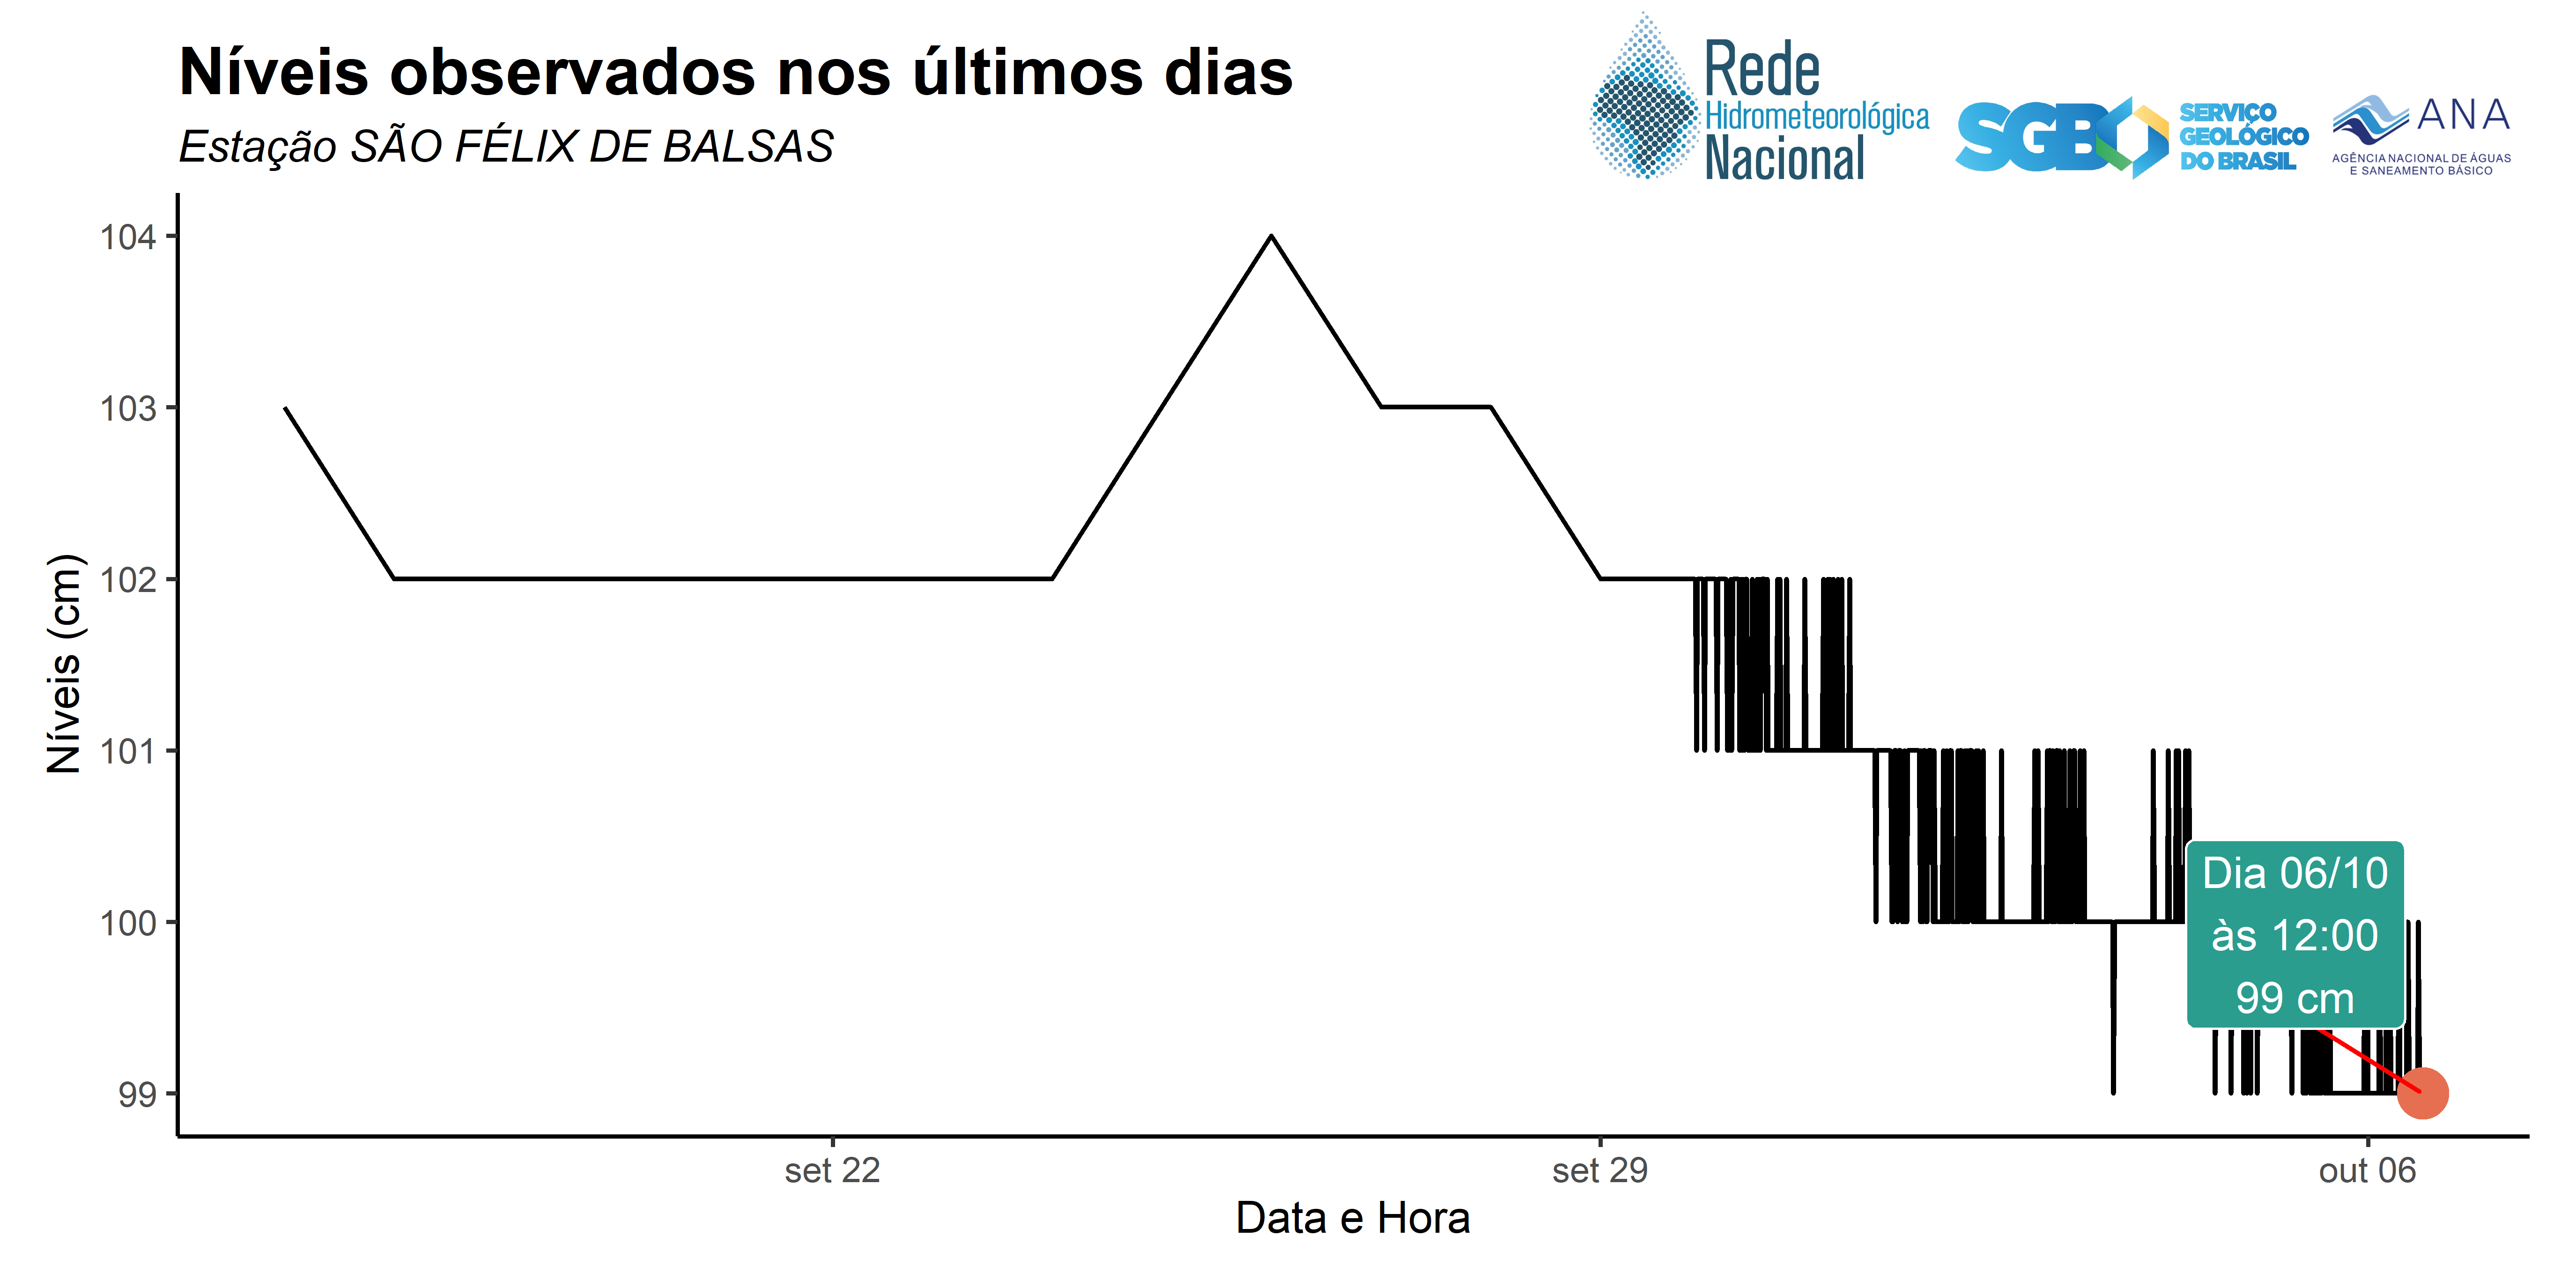 Níveis observados nos últimos dias
Estação SÃO FÉLIX DE BALSAS
Rede
Hidrometeorológica
Nacional
SGB
SERVIÇO
GEOLÓGICO
DO BRASIL
ANA
AGÊNCIA NACIONAL DE ÁGUAS
E SANEAMENTO BÁSICO
Níveis (cm)
104
103
102
101
100
99
Dia 06/10
às 12:00
99 cm
set 22
set 29
out 06
Data e Hora